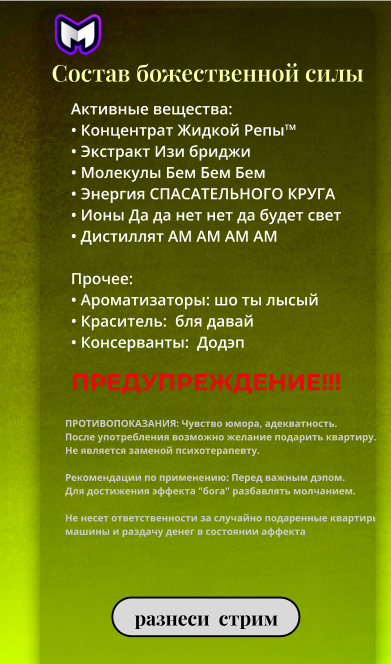 M
Состав божественной силы
Активные вещества:
• Концентрат Жидкой Репы™
• Экстракт Изи бриджи
• Молекулы Бем Бем Бем
• Энергия СПАСАТЕЛЬНОГО КРУГА
• Ионы Да да нет нет да будет свет
• Дистиллят АМ АМ АМ АМ
Прочее:
• Ароматизаторы: шо ты лысый
• Краситель: бля давай
• Консерванты: Додэп
ПРЕДУПРЕЖДЕНИЕ!!!
ПРОТИВОПОКАЗАНИЯ: Чувство юмора, адекватность.
После употребления возможно желание подарить квартиру.
Не является заменой психотерапевту.
Рекомендации по применению: Перед важным дэпом.
Для достижения эффекта "бога" разбавлять молчанием.
Не несет ответственности за случайно подаренные квартиры
машины и раздачу денег в состоянии аффекта
разнеси стрим